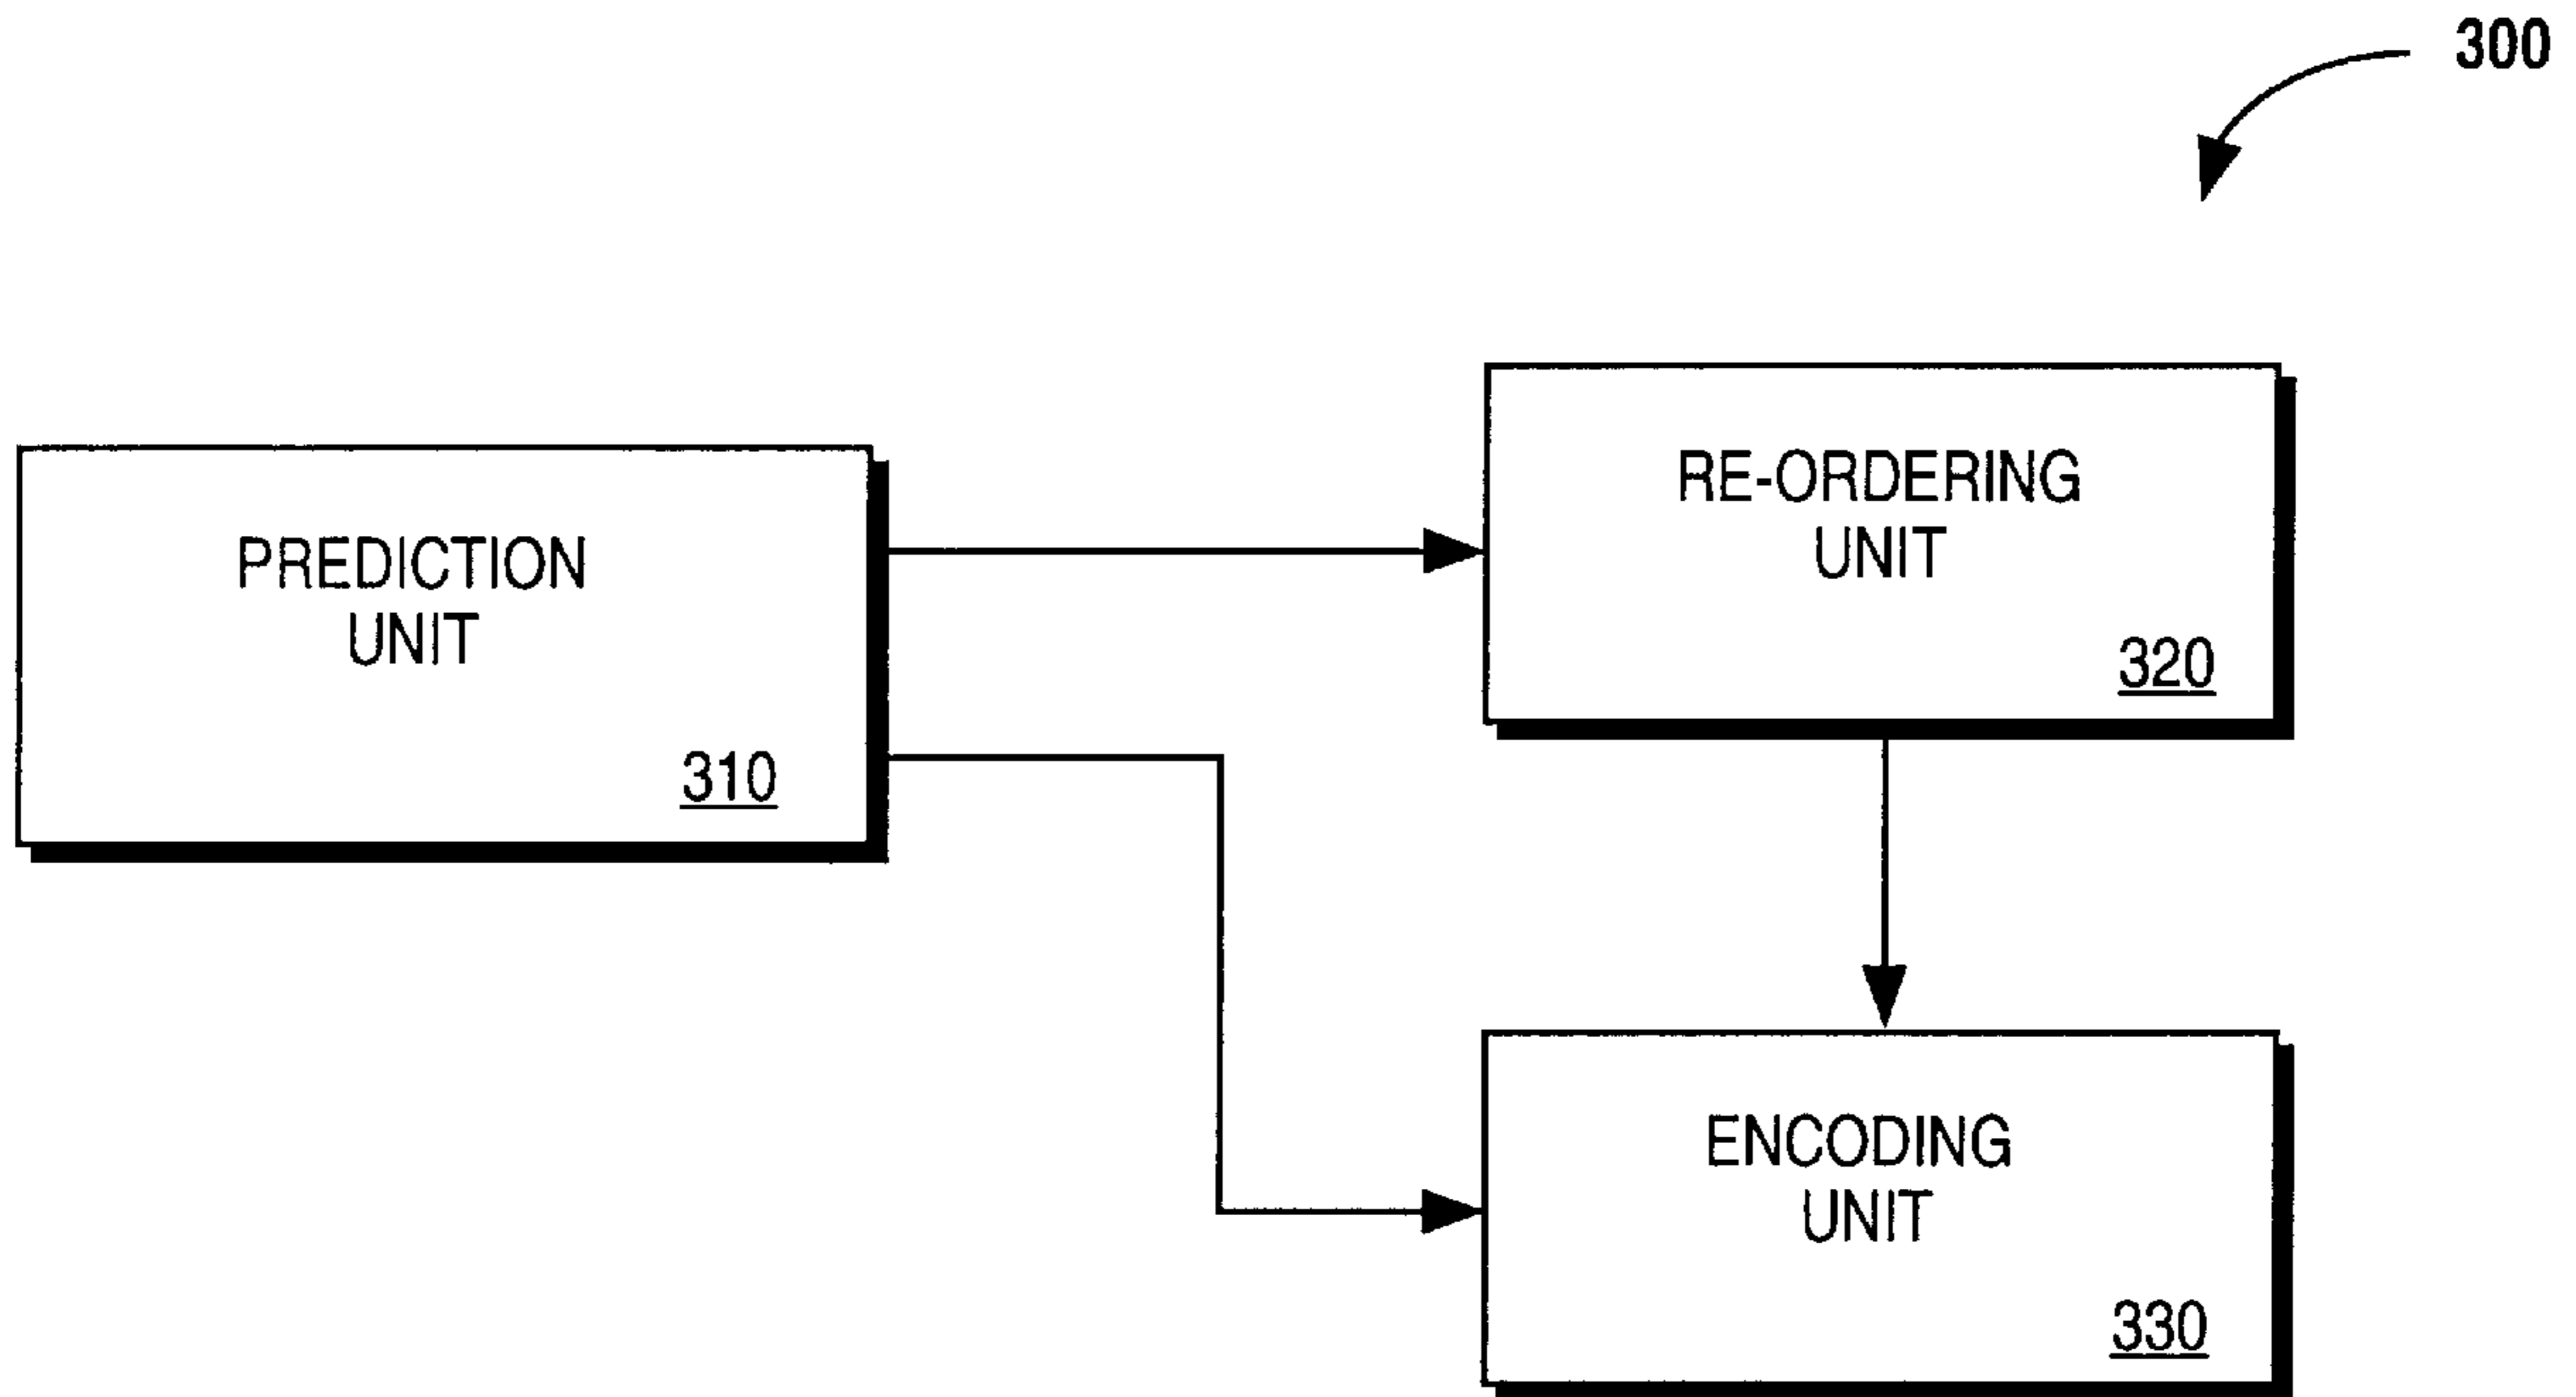 300
PREDICTION
UNIT
310
RE-ORDERING
UNIT
320
ENCODING
UNIT
330